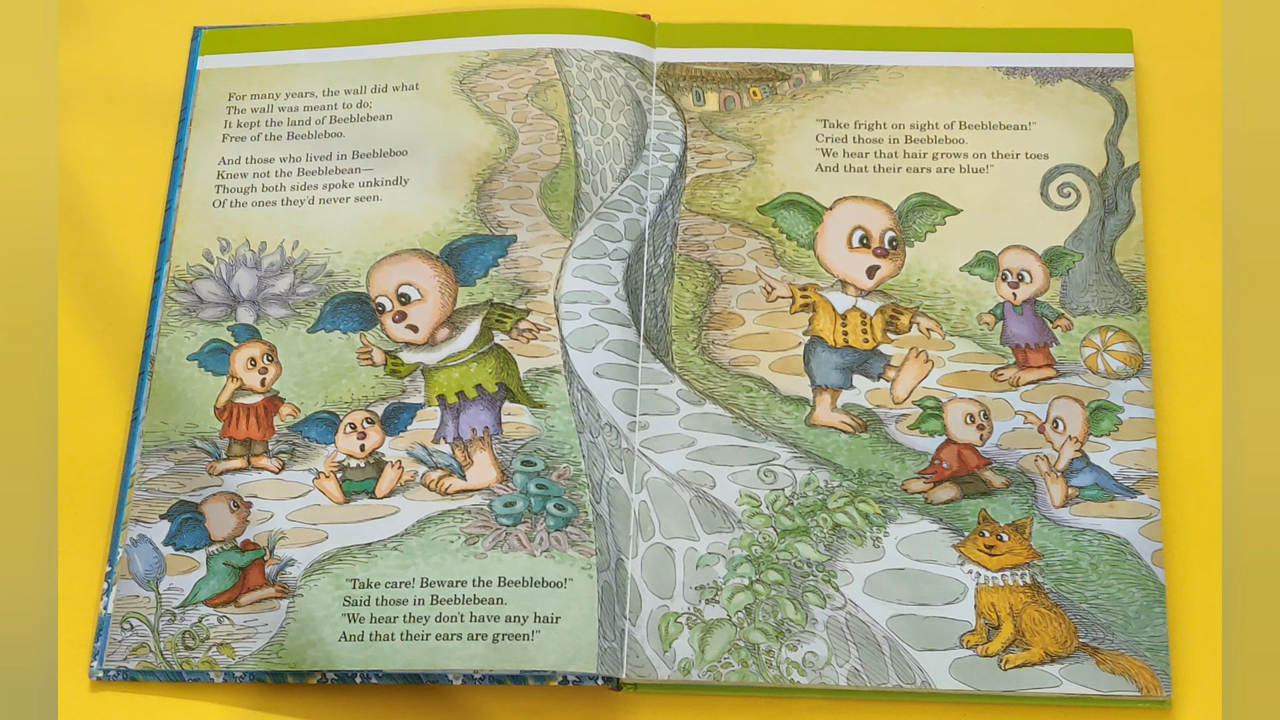 For many years, the wall did what
The wall was meant to do;
It kept the land of Beeblebean
Free of the Beebleboo.
And those who lived in Beebleboo
Knew not the Beeblebean—
Though both sides spoke unkindly
Of the ones they'd never seen.
"Take care! Beware the Beebleboo!"
Said those in Beeblebean.
"We hear they don't have any hair
And that their ears are green!"
"Take fright on sight of Beeblebean!"
Cried those in Beebleboo.
"We hear that hair grows on their toes
And that their ears are blue!"